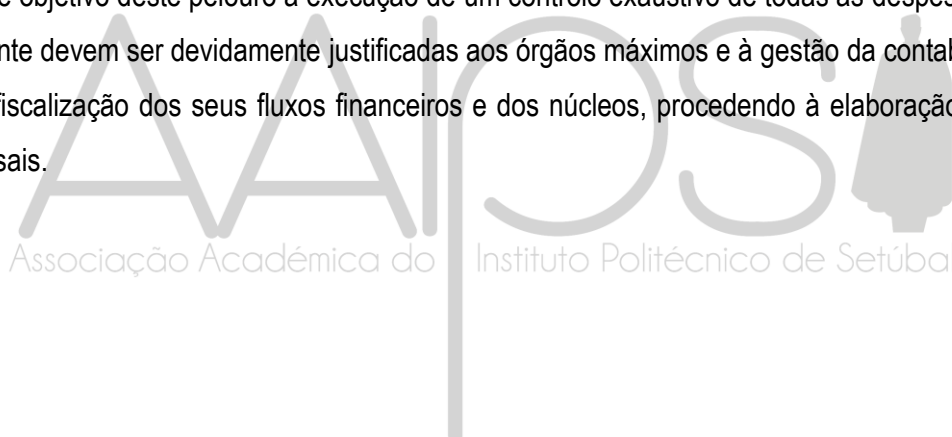 e objetivo deste pelouro a execução de um controlo exaustivo de todas as despes
nte devem ser devidamente justificadas aos órgãos máximos e à gestão da contab
fiscalização dos seus fluxos financeiros e dos núcleos, procedendo à elaboração
sais.
AAIPS
Associação Académica do Instituto Politécnico de Setúba